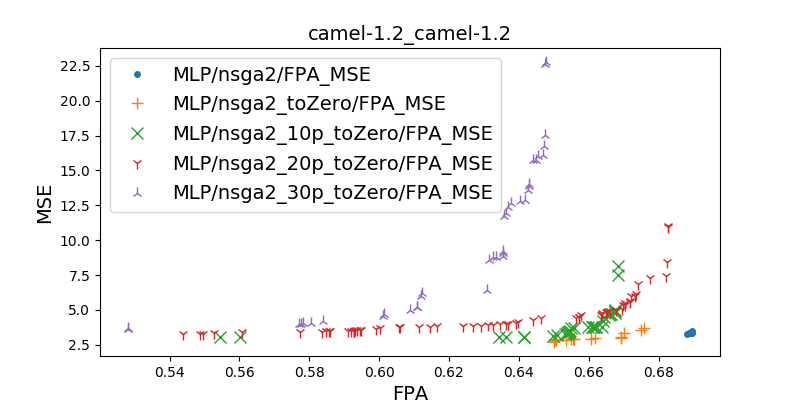 camel-1.2_camel-1.2
MLP/nsga2/FPA_MSE
MLP/nsga2_toZero/FPA_MSE
MLP/nsga2_10p_toZero/FPA_MSE
MLP/nsga2_20p_toZero/FPA_MSE
MLP/nsga2_30p_toZero/FPA_MSE
MSE
22.5
20.0
17.5
15.0
12.5
10.0
7.5
5.0
2.5
0.54 0.56 0.58 0.60 0.62 0.64 0.66 0.68
FPA